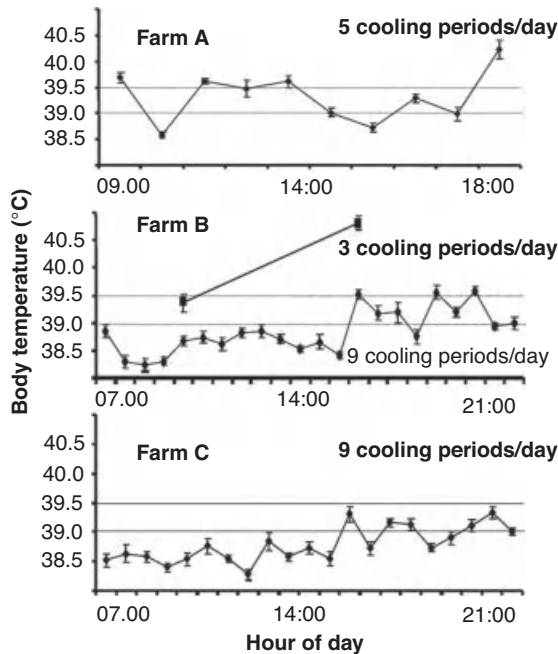 Farm A 5 cooling periods/day
40.5
40.0
39.5
39.0
38.5
09.00 14:00 18:00
Body temperature (°C)
Farm B
3 cooling periods/day
40.5
40.0
39.5
39.0
38.5
9 cooling periods/day
07.00 14:00 21:00
Farm C 9 cooling periods/day
40.5
40.0
39.5
39.0
38.5
07.00 14:00 21:00
Hour of day